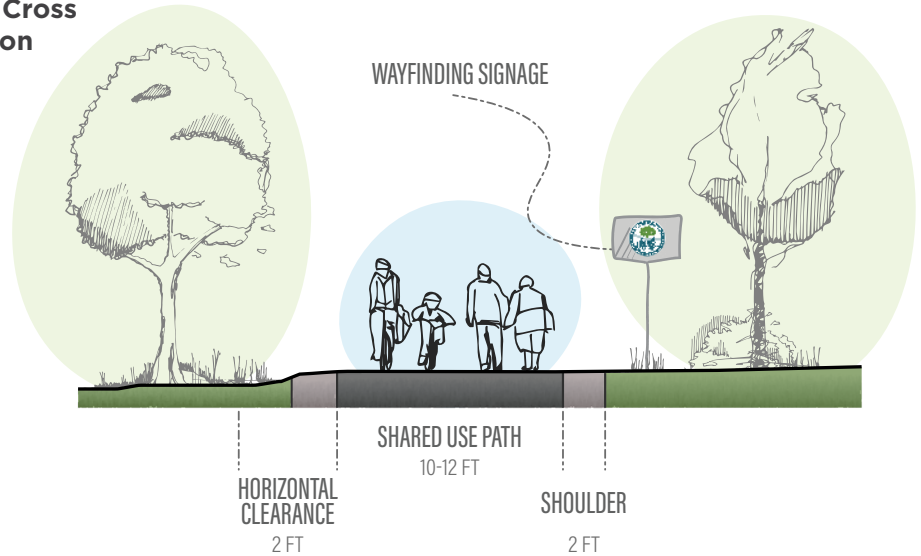 Cross
on
WAYFINDING SIGNAGE
SHARED USE PATH
10-12 FT
HORIZONTAL
CLEARANCE
2 FT
SHOULDER
2 FT